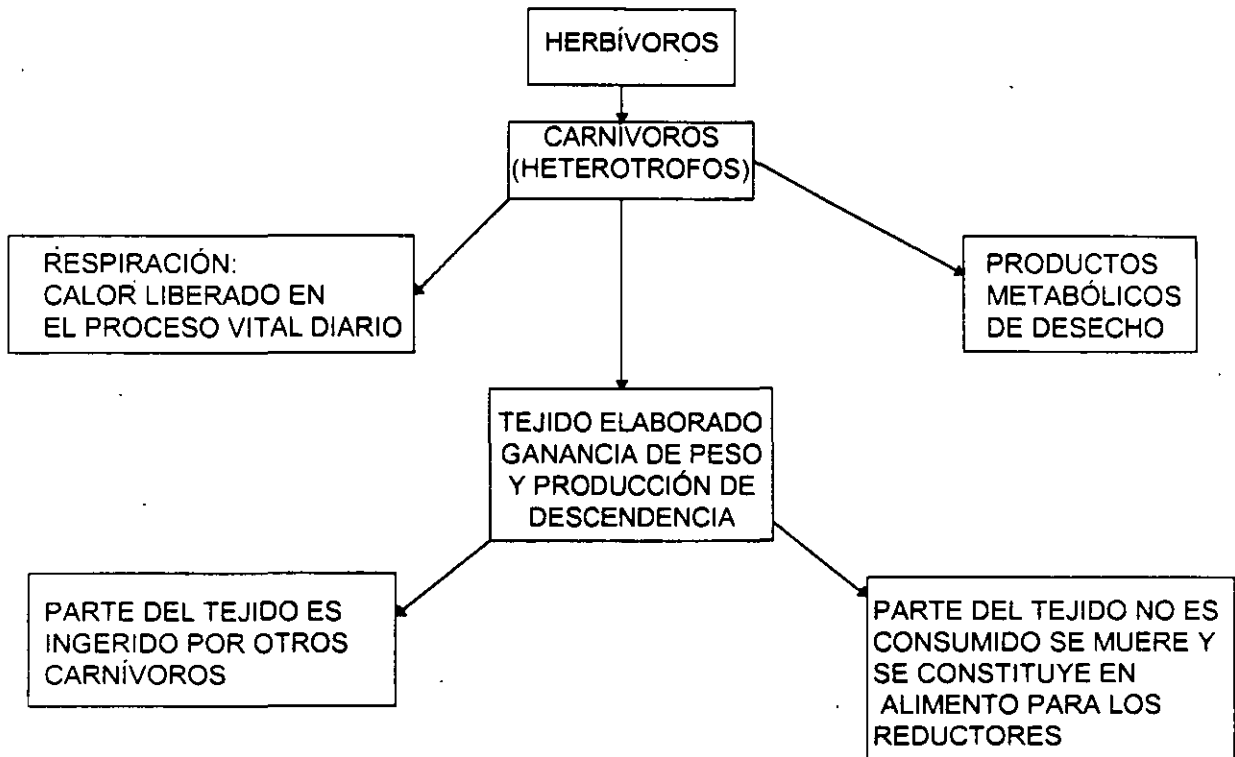 HERBÍVOROS
CARNÍVOROS
(HETEROTROFOS)
RESPIRACIÓN:
CALOR LIBERADO EN
EL PROCESO VITAL DIARIO
PRODUCTOS
METABÓLICOS
DE DESECHO
TEJIDO ELABORADO
GANANCIA DE PESO
Y PRODUCCIÓN DE
DESCENDENCIA
PARTE DEL TEJIDO ES
INGERIDO POR OTROS
CARNÍVOROS
PARTE DEL TEJIDO NO ES
CONSUMIDO SE MUERE Y
SE CONSTITUYE EN
ALIMENTO PARA LOS
REDUCTORES